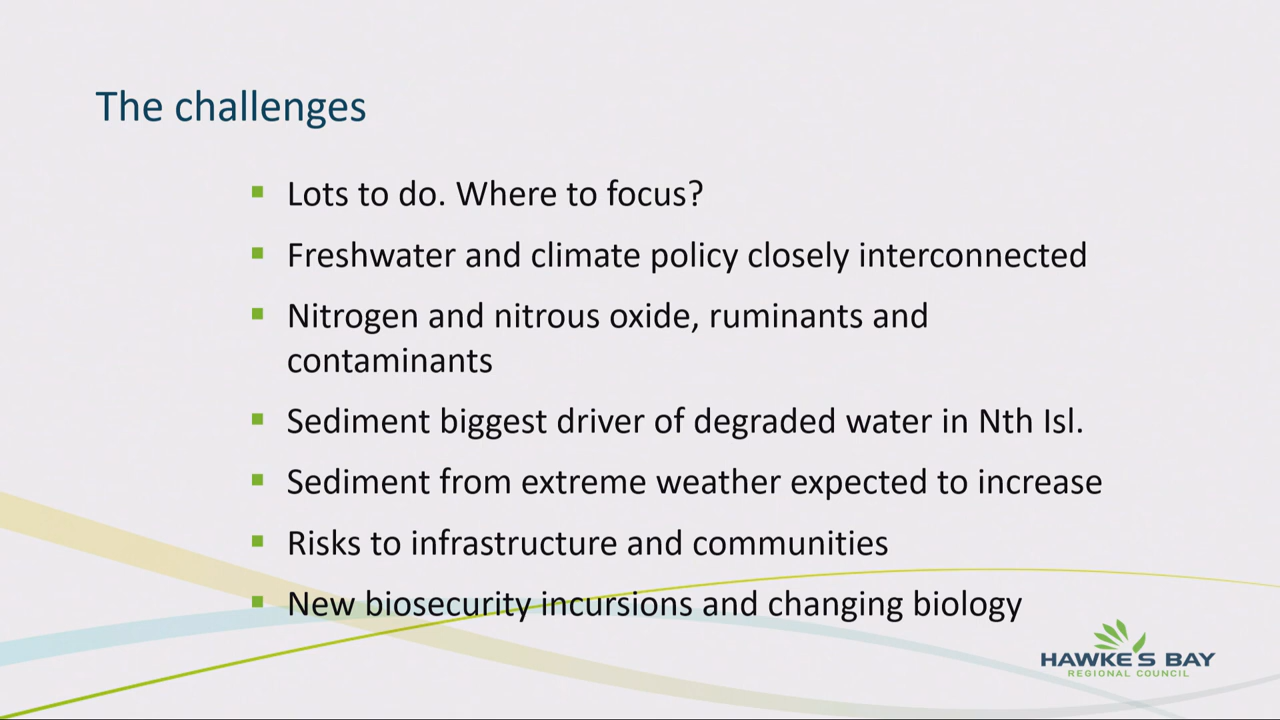 The challenges
Lots to do. Where to focus?
Freshwater and climate policy closely interconnected
Nitrogen and nitrous oxide, ruminants and
contaminants
Sediment biggest driver of degraded water in Nth Isl.
Sediment from extreme weather expected to increase
Risks to infrastructure and communities
New biosecurity incursions and changing biology
HAWKE'S BAY
REGIONAL COUNCIL